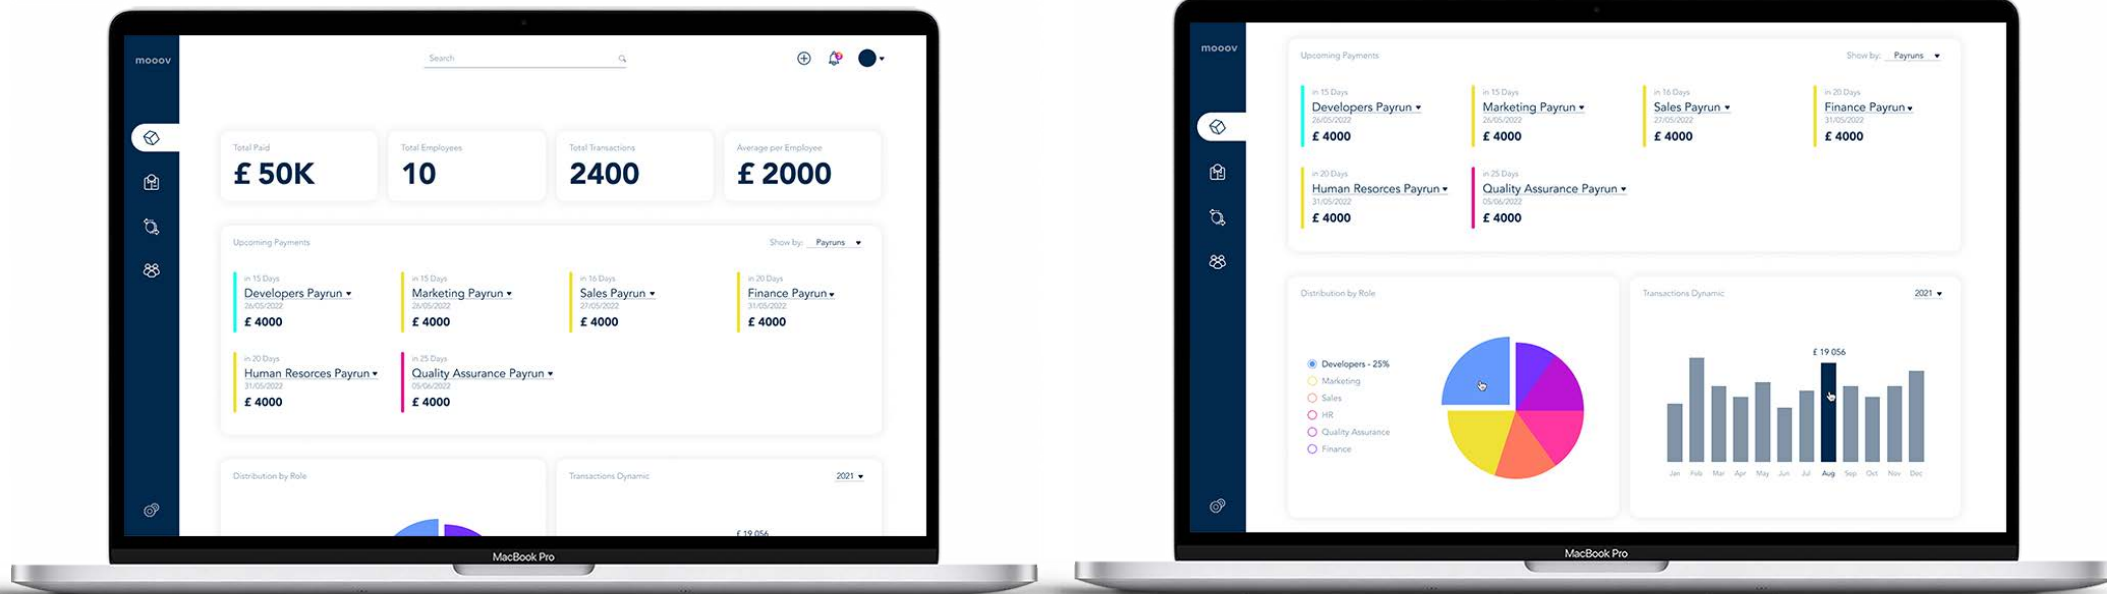 mooov
Search
Total Paid
£ 50K
Total Employees
10
Total Transactions
2400
Average per Employee
£ 2000
Upcoming Payments
Show by: Payruns
in 15 Days
Developers Payrun
26/05/2022
£ 4000
in 15 Days
Marketing Payrun
26/05/2022
£ 4000
in 16 Days
Sales Payrun
27/05/2022
£ 4000
in 20 Days
Finance Payrun
31/05/2022
£ 4000
in 20 Days
Human Resorces Payrun
31/05/2022
£ 4000
in 25 Days
Quality Assurance Payrun
05/06/2022
£ 4000
Distribution by Role
Transactions Dynamic
2021
£ 19 056
MacBook Pro
mooov
Upcoming Payments
Show by: Payruns
in 15 Days
Developers Payrun
26/05/2022
£ 4000
in 15 Days
Marketing Payrun
26/05/2022
£ 4000
in 16 Days
Sales Payrun
27/05/2022
£ 4000
in 20 Days
Finance Payrun
31/05/2022
£ 4000
in 20 Days
Human Resorces Payrun
31/05/2022
£ 4000
in 25 Days
Quality Assurance Payrun
05/06/2022
£ 4000
Distribution by Role
Developers - 25%
Marketing
Sales
HR
Quality Assurance
Finance
Transactions Dynamic
2021
£ 19 056
Jan Feb Mar Apr May Jun Jul Aug Sep Oct Nov Dec
MacBook Pro